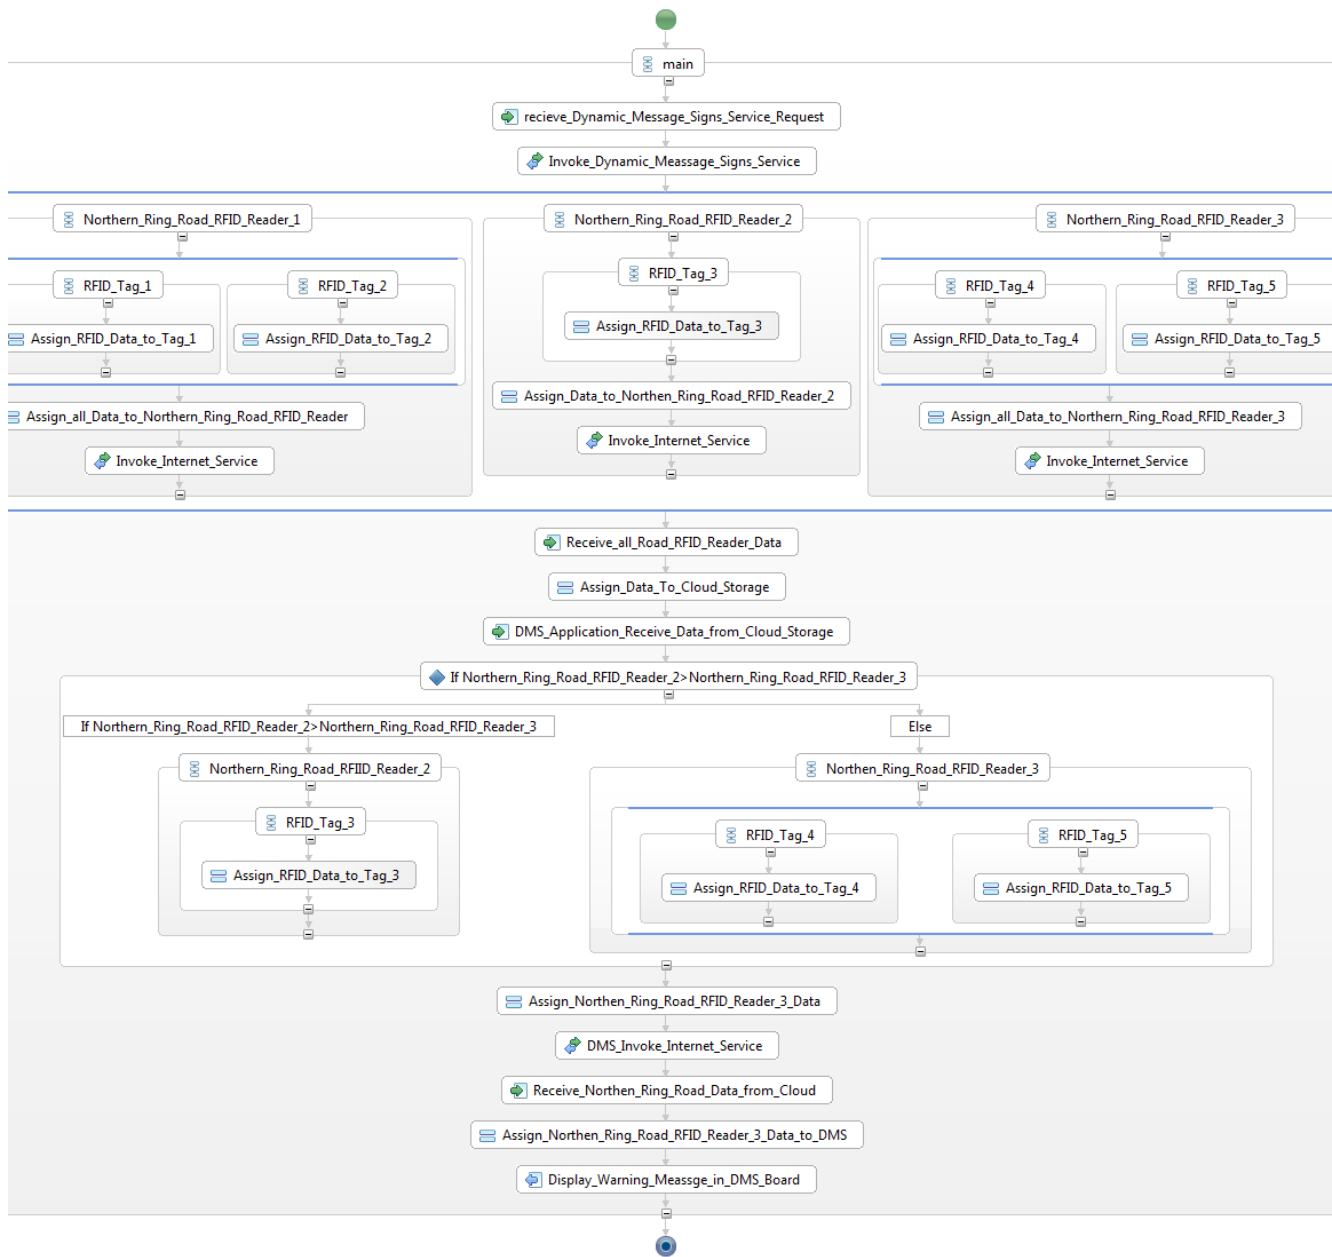 main
recieve_Dynamic_Message_Signs_Service_Request
Invoke_Dynamic_Meassage_Signs_Service
Northern_Ring_Road_RFID_Reader_1
Northern_Ring_Road_RFID_Reader_2
Northern_Ring_Road_RFID_Reader_3
RFID_Tag_1
RFID_Tag_2
RFID_Tag_3
RFID_Tag_4
RFID_Tag_5
Assign_RFID_Data_to_Tag_1
Assign_RFID_Data_to_Tag_2
Assign_RFID_Data_to_Tag_3
Assign_RFID_Data_to_Tag_4
Assign_RFID_Data_to_Tag_5
Assign_all_Data_to_Northern_Ring_Road_RFID_Reader
Assign_Data_to_Northen_Ring_Road_RFID_Reader_2
Assign_all_Data_to_Northern_Ring_Road_RFID_Reader_3
Invoke_Internet_Service
Invoke_Internet_Service
Invoke_Internet_Service
Receive_all_Road_RFID_Reader_Data
Assign_Data_To_Cloud_Storage
DMS_Application_Receive_Data_from_Cloud_Storage
If Northern_Ring_Road_RFID_Reader_2>Northern_Ring_Road_RFID_Reader_3
If Northern_Ring_Road_RFID_Reader_2>Northern_Ring_Road_RFID_Reader_3
Else
Northern_Ring_Road_RFIID_Reader_2
Northen_Ring_Road_RFID_Reader_3
RFID_Tag_3
RFID_Tag_4
RFID_Tag_5
Assign_RFID_Data_to_Tag_3
Assign_RFID_Data_to_Tag_4
Assign_RFID_Data_to_Tag_5
Assign_Northen_Ring_Road_RFID_Reader_3_Data
DMS_Invoke_Internet_Service
Receive_Northen_Ring_Road_Data_from_Cloud
Assign_Northen_Ring_Road_RFID_Reader_3_Data_to_DMS
Display_Warning_Meassge_in_DMS_Board